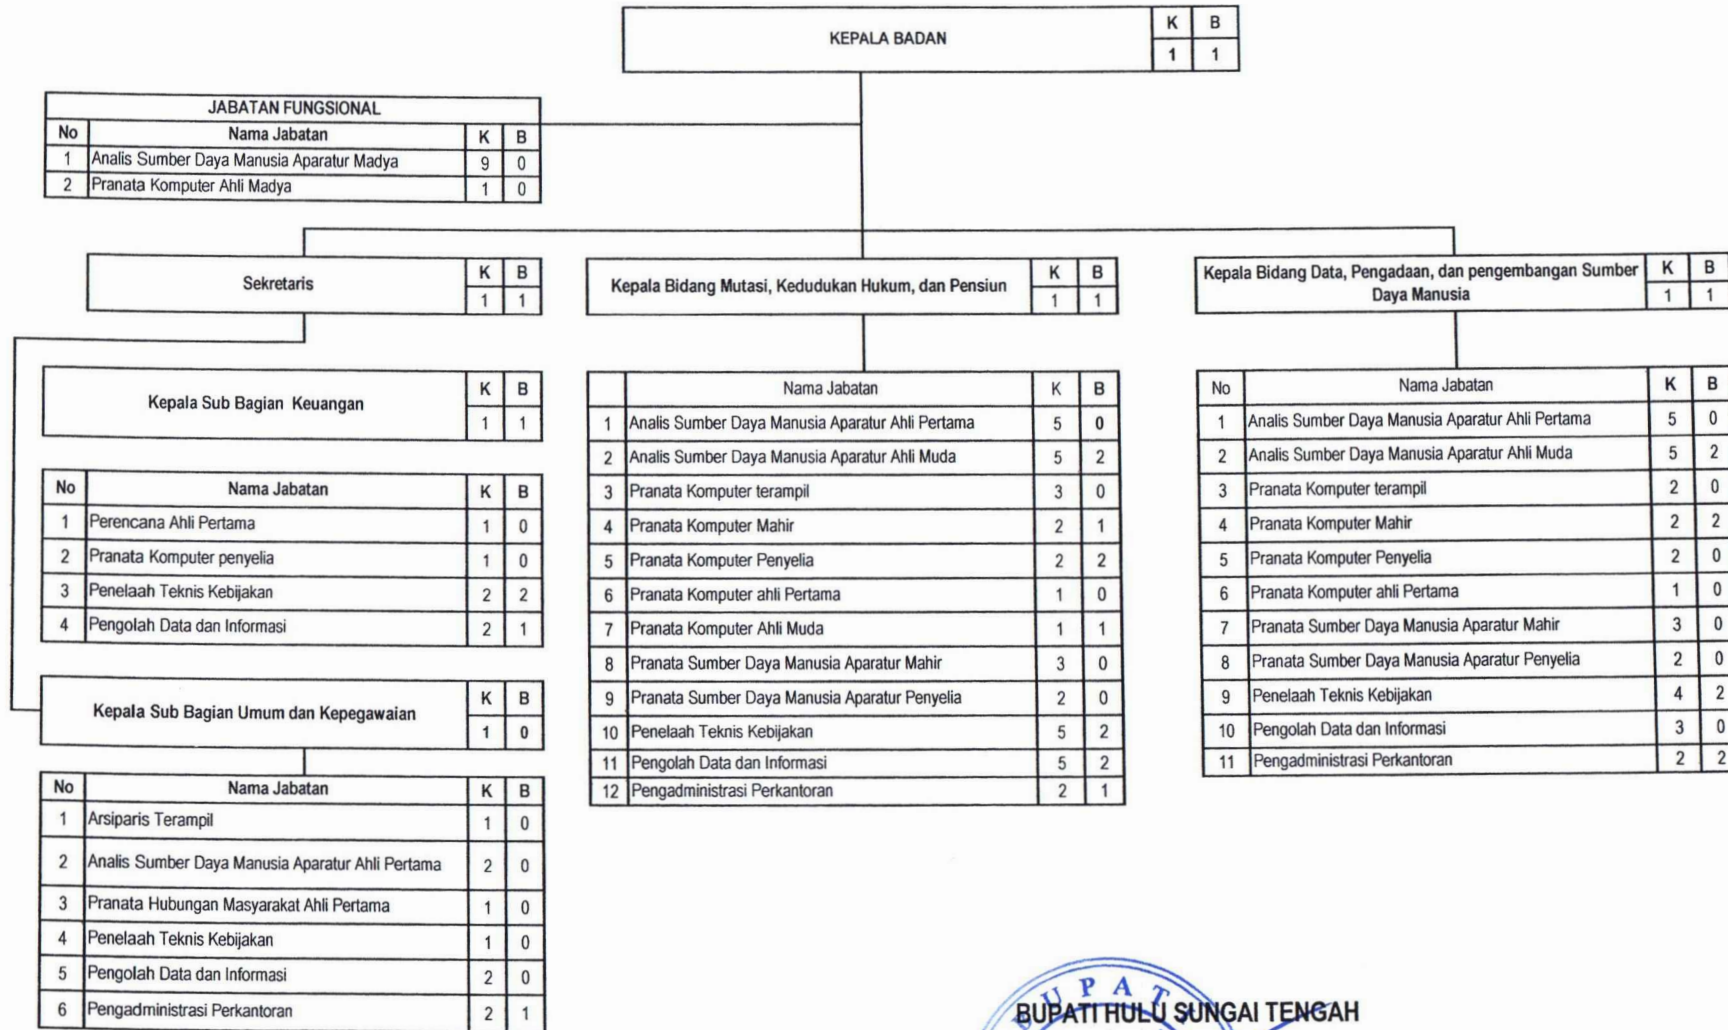 KEPALA BADAN
K B
1 1
JABATAN FUNGSIONAL
No Nama Jabatan K B
1 Analis Sumber Daya Manusia Aparatur Madya 9 0
2 Pranata Komputer Ahli Madya 1 0
Sekretaris
K B
1 1
Kepala Bidang Mutasi, Kedudukan Hukum, dan Pensiun
K B
1 1
Kepala Bidang Data, Pengadaan, dan pengembangan Sumber
Daya Manusia
K B
1 1
Kepala Sub Bagian Keuangan
K B
1 1
No Nama Jabatan K B
1 Perencana Ahli Pertama 1 0
2 Pranata Komputer penyelia 1 0
3 Penelaah Teknis Kebijakan 2 2
4 Pengolah Data dan Informasi 2 1
Kepala Sub Bagian Umum dan Kepegawaian
K B
1 0
No Nama Jabatan K B
1 Arsiparis Terampil 1 0
2 Analis Sumber Daya Manusia Aparatur Ahli Pertama 2 0
3 Pranata Hubungan Masyarakat Ahli Pertama 1 0
4 Penelaah Teknis Kebijakan 1 0
5 Pengolah Data dan Informasi 2 0
6 Pengadministrasi Perkantoran 2 1
Nama Jabatan K B
1 Analis Sumber Daya Manusia Aparatur Ahli Pertama 5 0
2 Analis Sumber Daya Manusia Aparatur Ahli Muda 5 2
3 Pranata Komputer terampil 3 0
4 Pranata Komputer Mahir 2 1
5 Pranata Komputer Penyelia 2 2
6 Pranata Komputer ahli Pertama 1 0
7 Pranata Komputer Ahli Muda 1 1
8 Pranata Sumber Daya Manusia Aparatur Mahir 3 0
9 Pranata Sumber Daya Manusia Aparatur Penyelia 2 0
10 Penelaah Teknis Kebijakan 5 2
11 Pengolah Data dan Informasi 5 2
12 Pengadministrasi Perkantoran 2 1
No Nama Jabatan K B
1 Analis Sumber Daya Manusia Aparatur Ahli Pertama 5 0
2 Analis Sumber Daya Manusia Aparatur Ahli Muda 5 2
3 Pranata Komputer terampil 2 0
4 Pranata Komputer Mahir 2 2
5 Pranata Komputer Penyelia 2 0
6 Pranata Komputer ahli Pertama 1 0
7 Pranata Sumber Daya Manusia Aparatur Mahir 3 0
8 Pranata Sumber Daya Manusia Aparatur Penyelia 2 0
9 Penelaah Teknis Kebijakan 4 2
10 Pengolah Data dan Informasi 3 0
11 Pengadministrasi Perkantoran 2 2
BUPATI HULU SUNGAI TENGAH